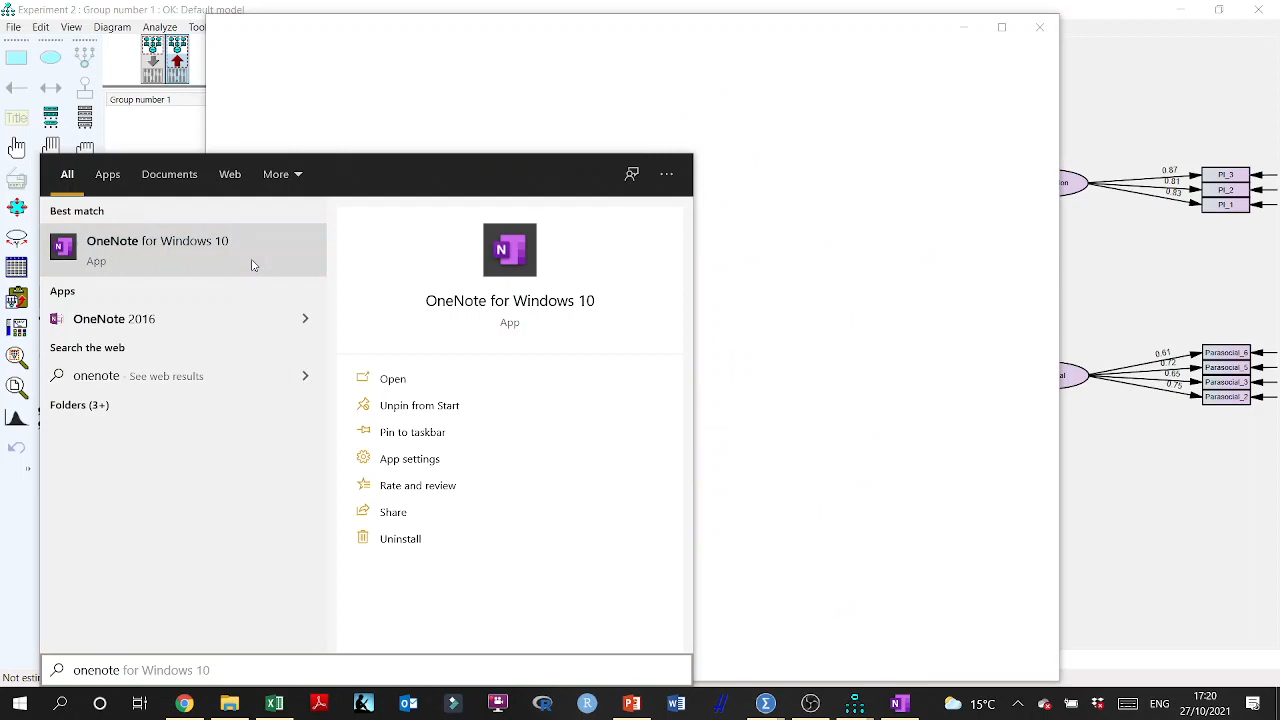 Experiment 2 : Group number 1 : OK: Default model
File Edit View Diagram Analyze
Title
Group number 1
All Apps Documents Web More
Best match
OneNote for Windows 10
App
Apps
OneNote 2016
Search the web
onenote - See web results
Folders (3+)
N
OneNote for Windows 10
App
Open
Unpin from Start
Pin to taskbar
App settings
Rate and review
Share
Uninstall
onenote for Windows 10
0.87
0.81
0.83
PI_3
PI_2
PI_1
0.61
0.72
0.65
0.75
Parasocial_6
Parasocial_5
Parasocial_3
Parasocial_2
15°C
ENG
17:20
27/10/2021